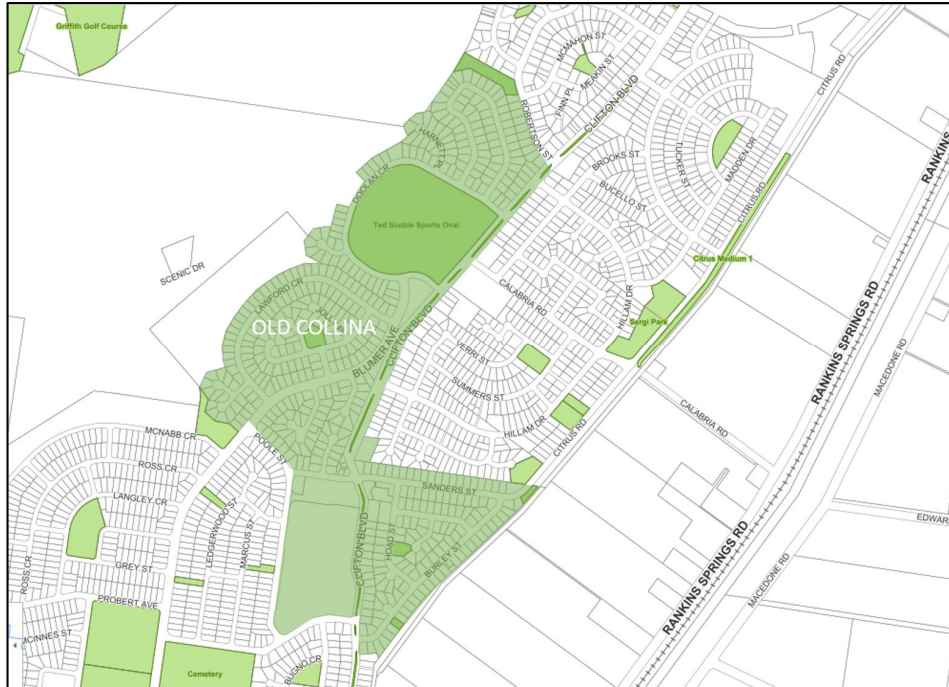 Griffith Golf Course
MCMAHON ST
MEAKIN ST
FINN PL
CLIFTON BLVD
ROBERTSON ST
CITRUS RD
RANKINS
HARNETT PL
DOOLAN CR
BROOKS ST
TUCKER ST
MADDEN DR
BUCELLO ST
CITRUS RD
Ted Scobie Sports Oval
SCENIC DR
Citrus Medium 1
LAWFORD CR
CALABRIA RD
HILLAM DR
Sergi Park
OLD COLLINA
BLUMER AVE
CLIFTON BLVD
VERRI ST
SUMMERS ST
RANKINS SPRINGS RD
MACEDONE RD
HILLAM DR
CITRUS RD
CALABRIA RD
MCNABB CR
POOLE ST
ROSS CR
LANGLEY CR
SANDERS ST
LEDGERWOOD ST
MARCUS ST
CLIFTON BLVD
HOAD ST
BURLEY ST
RANKINS SPRINGS RD
EDWAR
ROSS CR
GREY ST
MACEDONE RD
PROBERT AVE
MCINNES ST
BUGNO CR
Cemetery